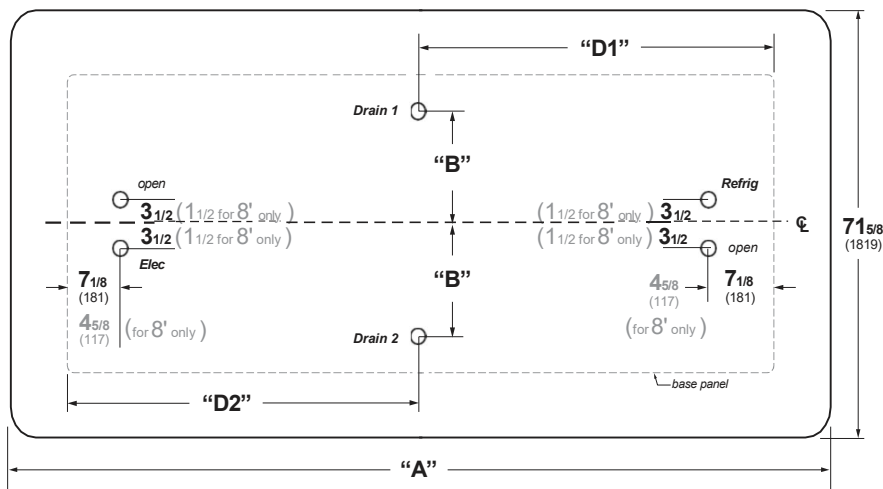 “D1”
Drain 1
“B”
open
Refrig
3 1/2 (1 1/2 for 8' only )
(1 1/2 for 8' only ) 3 1/2
℄
71 5/8
(1819)
3 1/2 (1 1/2 for 8' only )
(1 1/2 for 8' only ) 3 1/2
Elec
open
7 1/8
(181)
“B”
4 5/8
(117)
7 1/8
(181)
4 5/8
(117)
(for 8' only )
Drain 2
(for 8' only )
base panel
“D2”
“A”